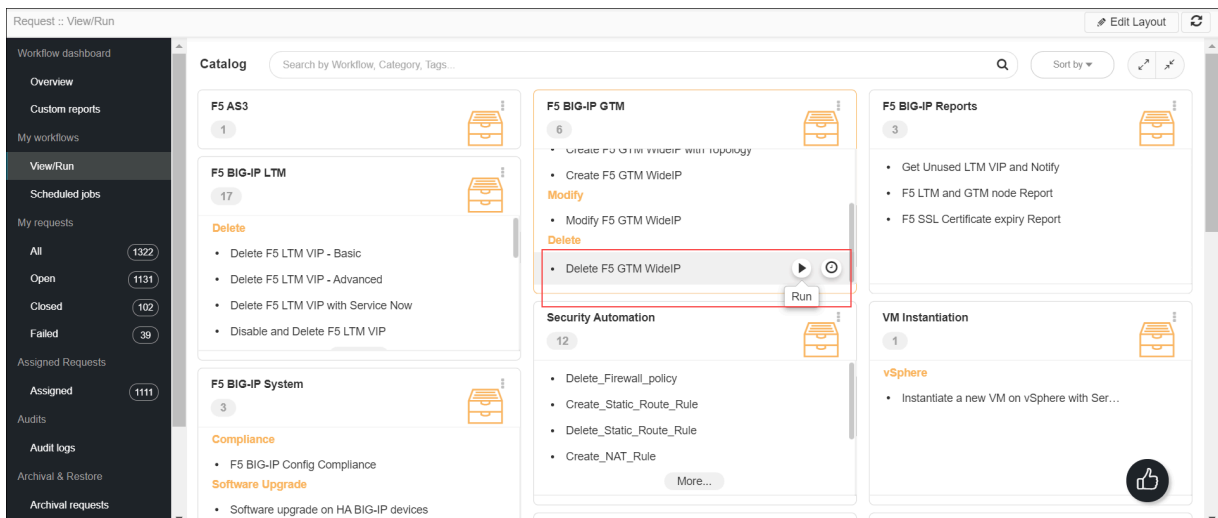 Request :: View/Run
Edit Layout
Workflow dashboard
Overview
Custom reports
My workflows
View/Run
Scheduled jobs
My requests
All 1322
Open 1131
Closed 102
Failed 39
Assigned Requests
Assigned 1111
Audits
Audit logs
Archival & Restore
Archival requests
Catalog
Search by Workflow, Category, Tags...
Sort by
F5 AS3
1
F5 BIG-IP LTM
17
Delete
• Delete F5 LTM VIP - Basic
• Delete F5 LTM VIP - Advanced
• Delete F5 LTM VIP with Service Now
• Disable and Delete F5 LTM VIP
F5 BIG-IP System
3
Compliance
• F5 BIG-IP Config Compliance
Software Upgrade
• Software upgrade on HA BIG-IP devices
F5 BIG-IP GTM
6
• Create F5 GTM WideIP with Topology
• Create F5 GTM WideIP
Modify
• Modify F5 GTM WideIP
Delete
• Delete F5 GTM WideIP
Run
Security Automation
12
• Delete_Firewall_policy
• Create_Static_Route_Rule
• Delete_Static_Route_Rule
• Create_NAT_Rule
More...
F5 BIG-IP Reports
3
• Get Unused LTM VIP and Notify
• F5 LTM and GTM node Report
• F5 SSL Certificate expiry Report
VM Instantiation
1
vSphere
• Instantiate a new VM on vSphere with Ser...